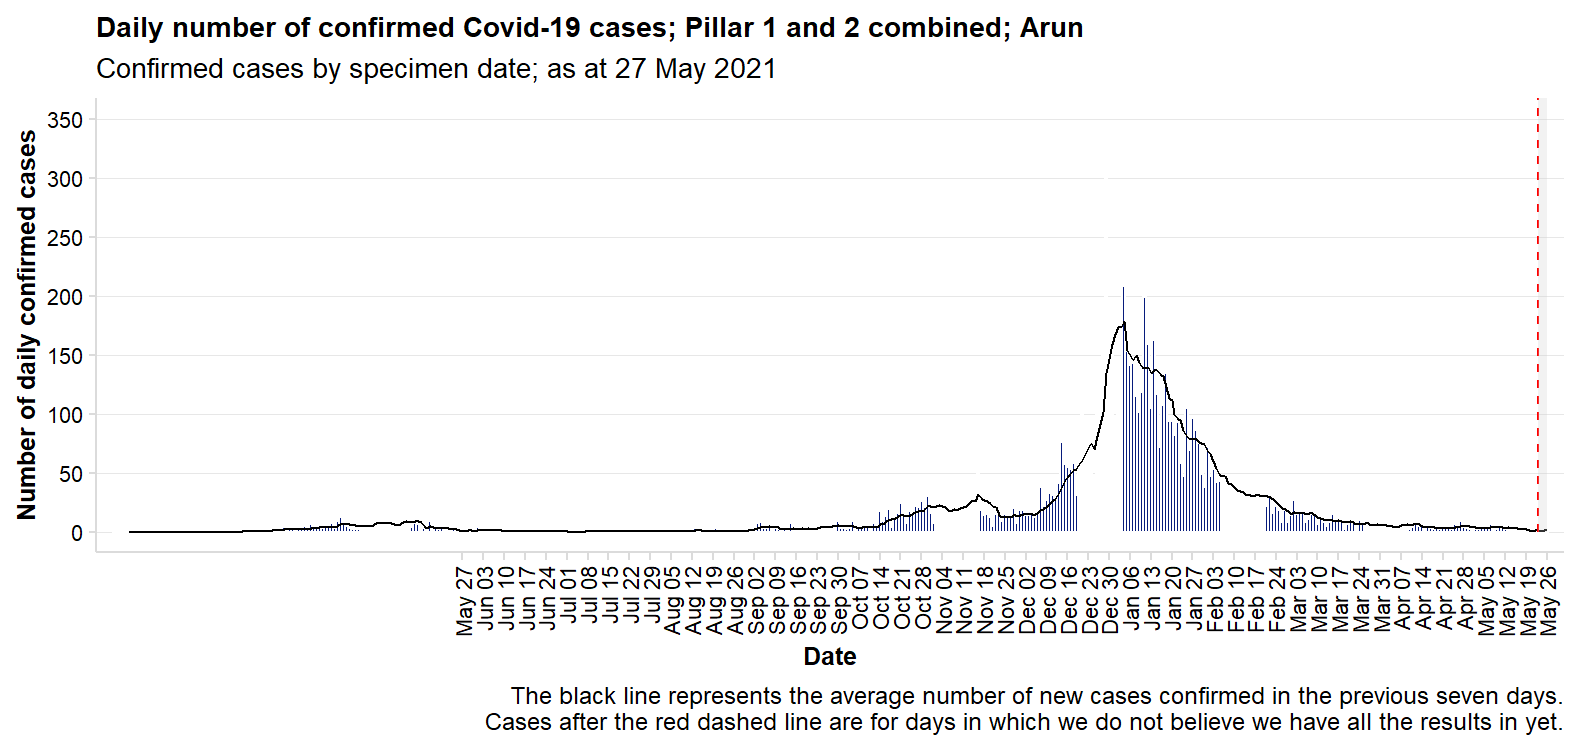 Daily number of confirmed Covid-19 cases; Pillar 1 and 2 combined; Arun
Confirmed cases by specimen date; as at 27 May 2021
Number of daily confirmed cases
350
300
250
200
150
100
50
0
May 27
Jun 03
Jun 10
Jun 17
Jun 24
Jul 01
Jul 08
Jul 15
Jul 22
Jul 29
Aug 05
Aug 12
Aug 19
Aug 26
Sep 02
Sep 09
Sep 16
Sep 23
Sep 30
Oct 07
Oct 14
Oct 21
Oct 28
Nov 04
Nov 11
Nov 18
Nov 25
Dec 02
Dec 09
Dec 16
Dec 23
Dec 30
Jan 06
Jan 13
Jan 20
Jan 27
Feb 03
Feb 10
Feb 17
Feb 24
Mar 03
Mar 10
Mar 17
Mar 24
Mar 31
Apr 07
Apr 14
Apr 21
Apr 28
May 05
May 12
May 19
May 26
Date
The black line represents the average number of new cases confirmed in the previous seven days.
Cases after the red dashed line are for days in which we do not believe we have all the results in yet.